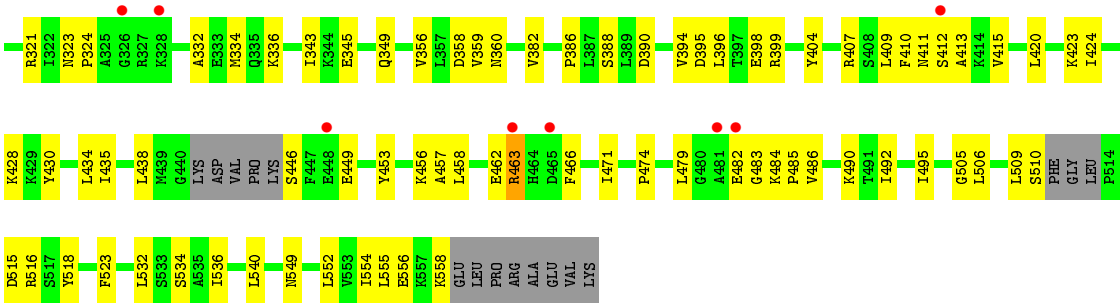 R321 I322 N323 P324 A325 G326 R327 K328 A332 E333 M334 Q335 K336 I343 K344 E345 Q349 V356 L357 D358 V359 N360 V382 P386 L387 S388 L389 D390 V394 D395 L396 T397 E398 R399 Y404 R407 S408 L409 F410 N411 S412 A413 K414 V415 L420 K423 I424
K428 K429 Y430 L434 I435 L438 M439 G440 LYS ASP VAL PRO LYS S446 F447 E448 E449 Y453 K456 A457 L458 E462 R463 H464 D465 F466 I471 P474 L479 G480 A481 E482 G483 K484 P485 V486 K490 T491 I492 I495 G505 L506 L509 S510 PHE GLY LEU P514
D515 R516 S517 Y518 F523 L532 S533 S534 A535 I536 L540 N549 L552 V553 I554 L555 E556 K557 K558 GLU LEU PRO ARG ALA GLU VAL LYS